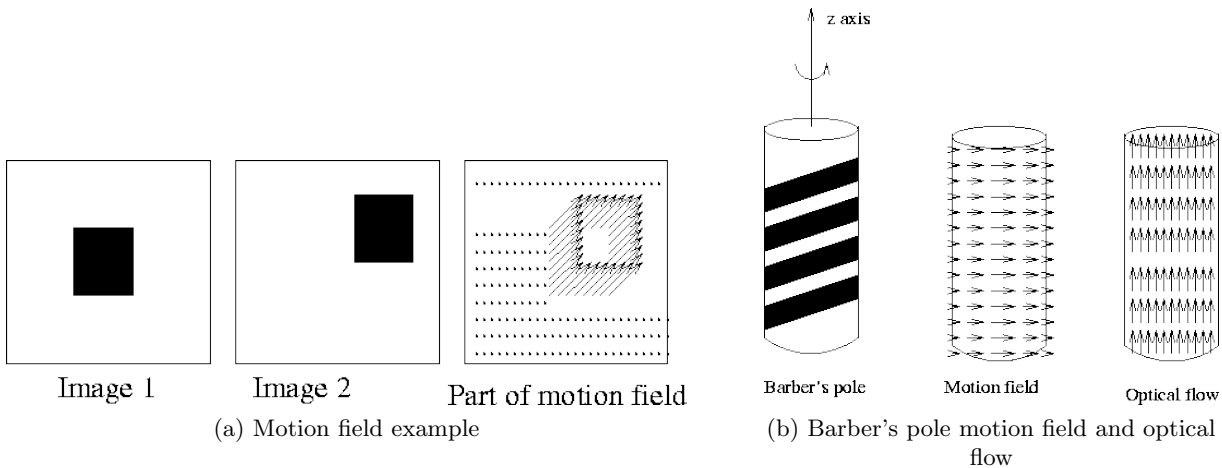 z axis
Image 1
Image 2
Part of motion field
Barber's pole
Motion field
Optical flow
(a) Motion field example
(b) Barber's pole motion field and optical
flow